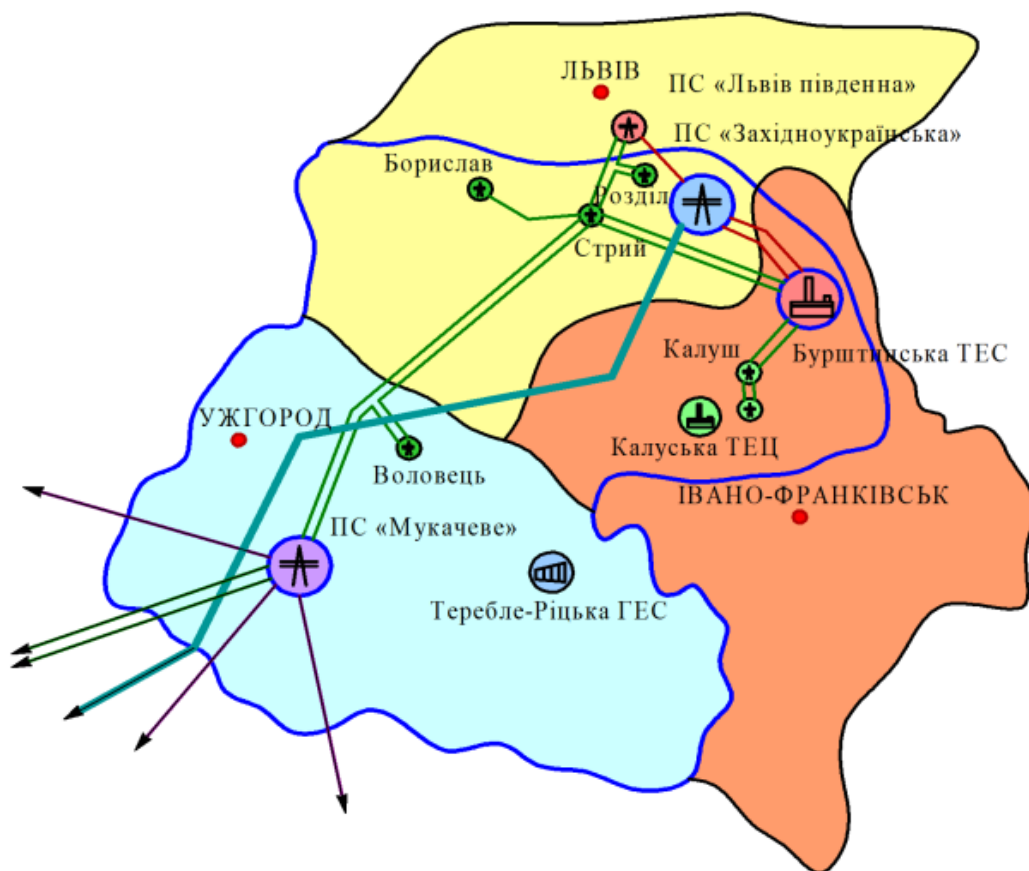 ЛЬВІВ
ПС «Львів південна»
ПС «Західноукраїнська»
Борислав
Розділ
Стрий
Калуш
Бурштинська ТЕС
УЖГОРОД
Воловець
Калуська ТЕЦ
ІВАНО-ФРАНКІВСЬК
ПС «Мукачеве»
Теребле-Ріцька ГЕС